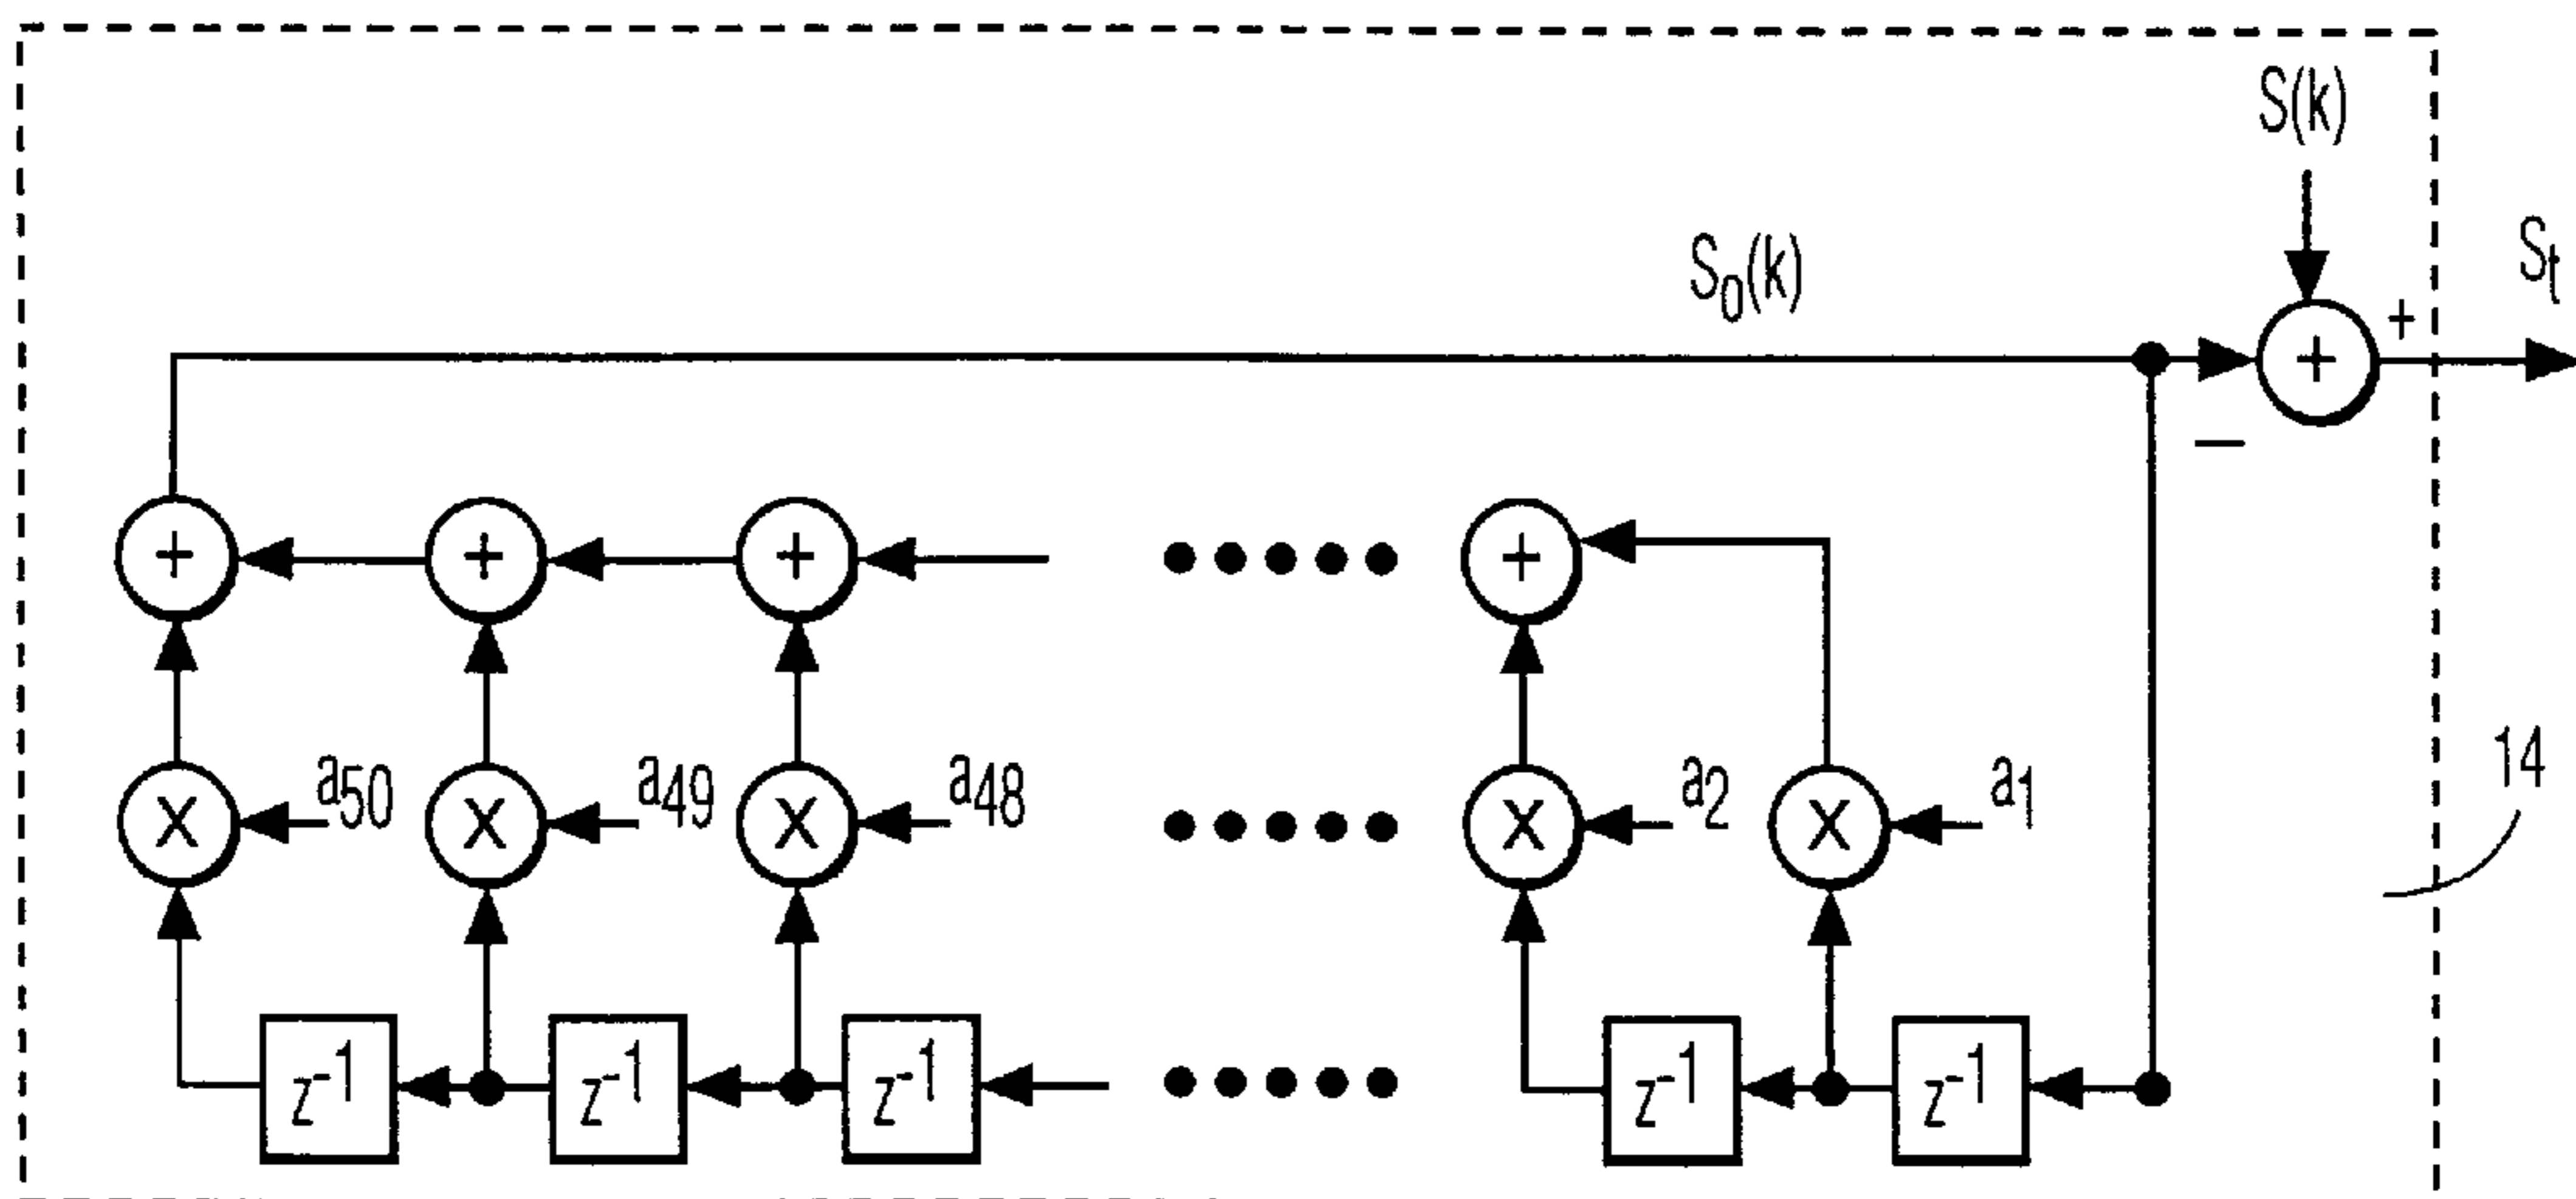 S(k)
S₀(k)
Sₜ
+
+
−
+ + + +
a₅₀ a₄₉ a₄₈ a₂ a₁
14
X X X X X
z⁻¹ z⁻¹ z⁻¹ z⁻¹ z⁻¹